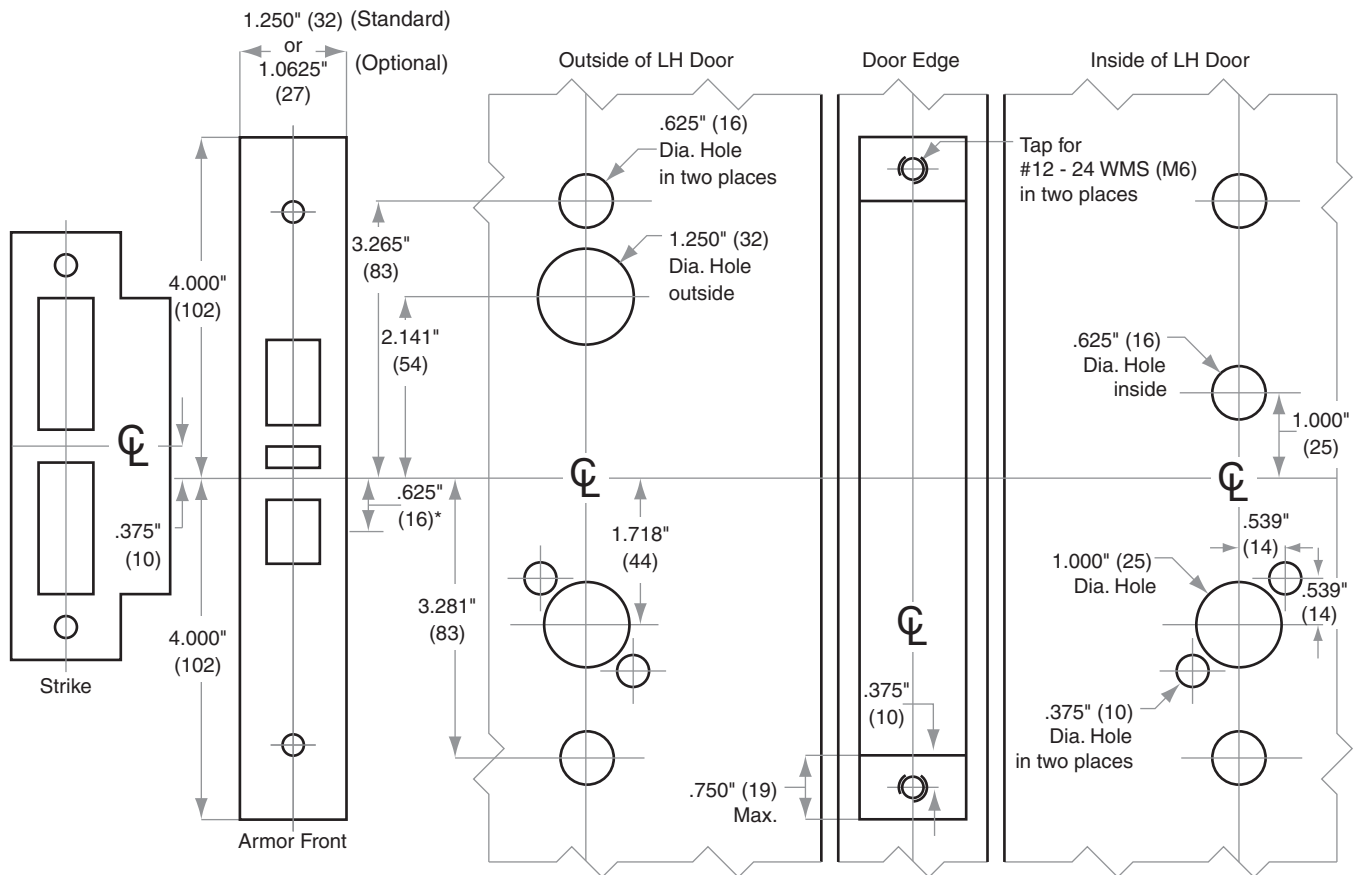 1.250" (32) (Standard)
or
1.0625" (Optional)
(27)
Outside of LH Door
Door Edge
Inside of LH Door
.625" (16)
Dia. Hole
in two places
Tap for
#12 - 24 WMS (M6)
in two places
3.265"
(83)
1.250" (32)
Dia. Hole
outside
4.000"
(102)
2.141"
(54)
.625" (16)
Dia. Hole
inside
1.000"
(25)
CL
CL
CL
.375"
(10)
.625"
(16)*
1.718"
(44)
.539"
(14)
1.000" (25)
Dia. Hole
.539"
(14)
3.281"
(83)
CL
4.000"
(102)
Strike
.375"
(10)
.375" (10)
Dia. Hole
in two places
.750" (19)
Max.
Armor Front